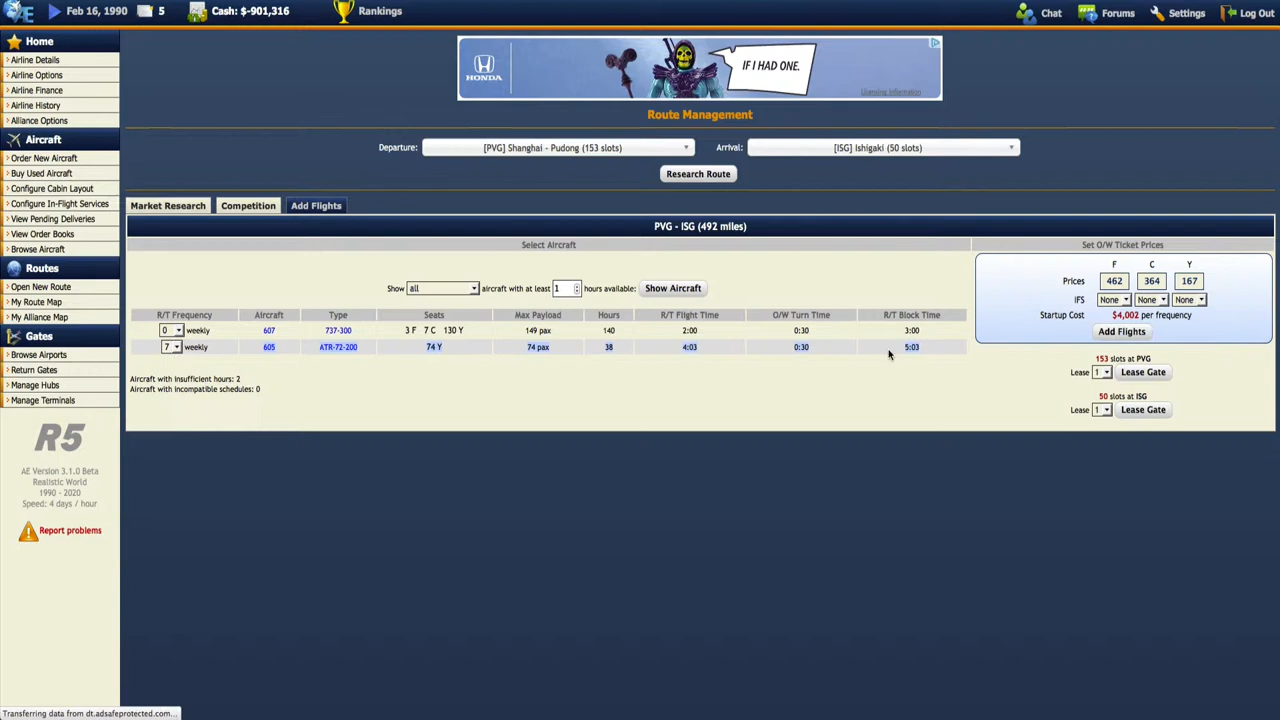 Feb 16, 1990 5 Cash: $-901,316 Rankings Chat Forums Settings Log Out
Home
Airline Details
Airline Options
Airline Finance
Airline History
Alliance Options
Aircraft
Order New Aircraft
Buy Used Aircraft
Configure Cabin Layout
Configure In-Flight Services
View Pending Deliveries
View Order Books
Browse Aircraft
Routes
Open New Route
My Route Map
My Alliance Map
Gates
Browse Airports
Return Gates
Manage Hubs
Manage Terminals
R5
AE Version 3.1.0 Beta
Realistic World
1990 - 2020
Speed: 4 days / hour
Report problems
HONDA
IF I HAD ONE.
Licensing Information
Route Management
Departure: [PVG] Shanghai - Pudong (153 slots) Arrival: [ISG] Ishigaki (50 slots)
Research Route
Market Research Competition Add Flights
PVG - ISG (492 miles)
Select Aircraft
Show all aircraft with at least 1 hours available: Show Aircraft
R/T Frequency Aircraft Type Seats Max Payload Hours R/T Flight Time O/W Turn Time R/T Block Time
0 weekly 607 737-300 3 F 7 C 130 Y 149 pax 140 2:00 0:30 3:00
7 weekly 605 ATR-72-200 74 Y 74 pax 38 4:03 0:30 5:03
Aircraft with insufficient hours: 2
Aircraft with incompatible schedules: 0
Set O/W Ticket Prices
F C Y
Prices 462 364 167
IFS None None None
Startup Cost $4,002 per frequency
Add Flights
153 slots at PVG
Lease 1 Lease Gate
50 slots at ISG
Lease 1 Lease Gate
Transferring data from dt.adsafeprotected.com...